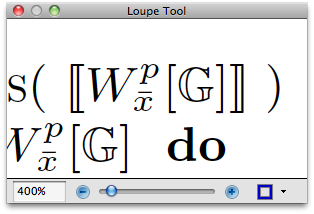 Loupe Tool
s( ⟦W^p_x̄[𝔾]⟧ )
W^p_x̄[𝔾] do
400%